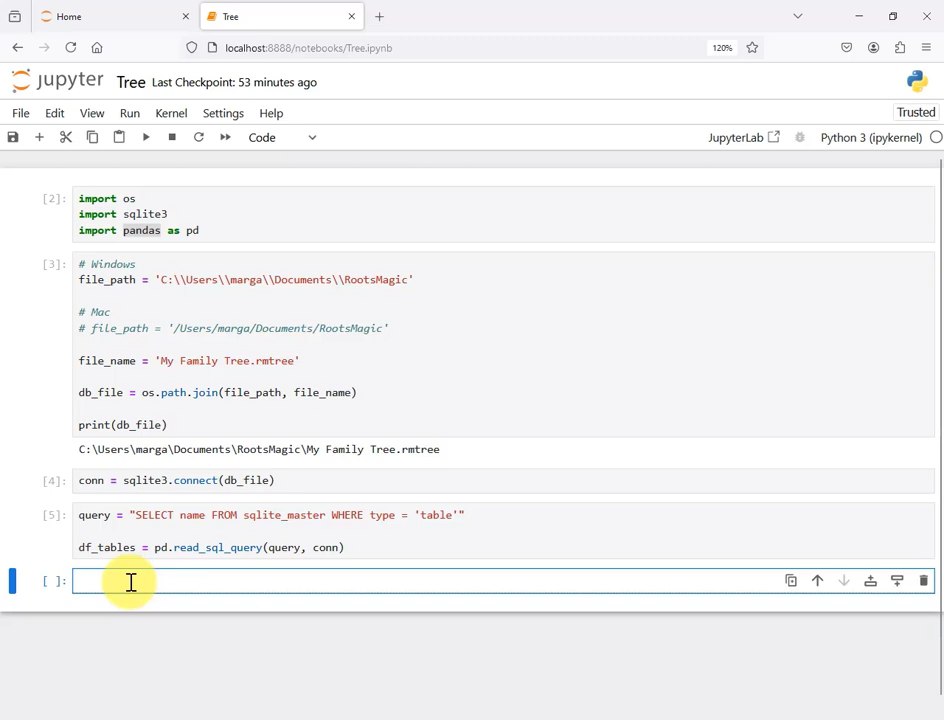 Home
Tree
localhost:8888/notebooks/Tree.ipynb
120%
jupyter Tree Last Checkpoint: 53 minutes ago
File Edit View Run Kernel Settings Help
Trusted
Code
JupyterLab
Python 3 (ipykernel)
[2]: import os
import sqlite3
import pandas as pd
[3]: # Windows
file_path = 'C:\\Users\\marga\\Documents\\RootsMagic'
# Mac
# file_path = '/Users/marga/Documents/RootsMagic'
file_name = 'My Family Tree.rmtree'
db_file = os.path.join(file_path, file_name)
print(db_file)
C:\Users\marga\Documents\RootsMagic\My Family Tree.rmtree
[4]: conn = sqlite3.connect(db_file)
[5]: query = "SELECT name FROM sqlite_master WHERE type = 'table'"
df_tables = pd.read_sql_query(query, conn)
[ ]: